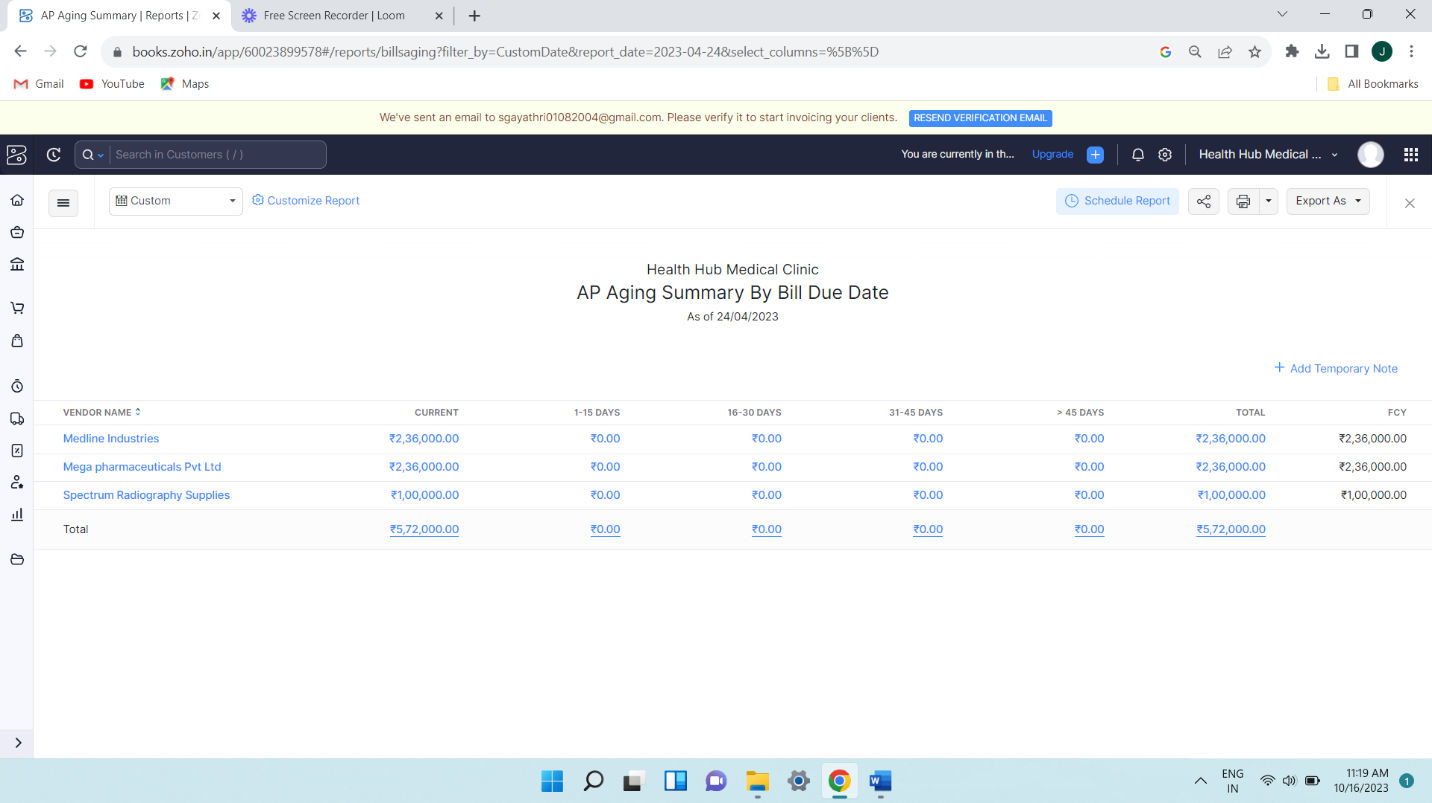 AP Aging Summary | Reports | Z
Free Screen Recorder | Loom
books.zoho.in/app/60023899578#/reports/billsaging?filter_by=CustomDate&report_date=2023-04-24&select_columns=%5B%5D
J
Gmail YouTube Maps All Bookmarks
We've sent an email to sgayathri01082004@gmail.com. Please verify it to start invoicing your clients. RESEND VERIFICATION EMAIL
Search in Customers ( / ) You are currently in th... Upgrade Health Hub Medical ...
Custom Customize Report Schedule Report Export As
Health Hub Medical Clinic
AP Aging Summary By Bill Due Date
As of 24/04/2023
Add Temporary Note
VENDOR NAME CURRENT 1-15 DAYS 16-30 DAYS 31-45 DAYS > 45 DAYS TOTAL FCY
Medline Industries ₹2,36,000.00 ₹0.00 ₹0.00 ₹0.00 ₹0.00 ₹2,36,000.00 ₹2,36,000.00
Mega pharmaceuticals Pvt Ltd ₹2,36,000.00 ₹0.00 ₹0.00 ₹0.00 ₹0.00 ₹2,36,000.00 ₹2,36,000.00
Spectrum Radiography Supplies ₹1,00,000.00 ₹0.00 ₹0.00 ₹0.00 ₹0.00 ₹1,00,000.00 ₹1,00,000.00
Total ₹5,72,000.00 ₹0.00 ₹0.00 ₹0.00 ₹0.00 ₹5,72,000.00
ENG
IN
11:19 AM
10/16/2023
1